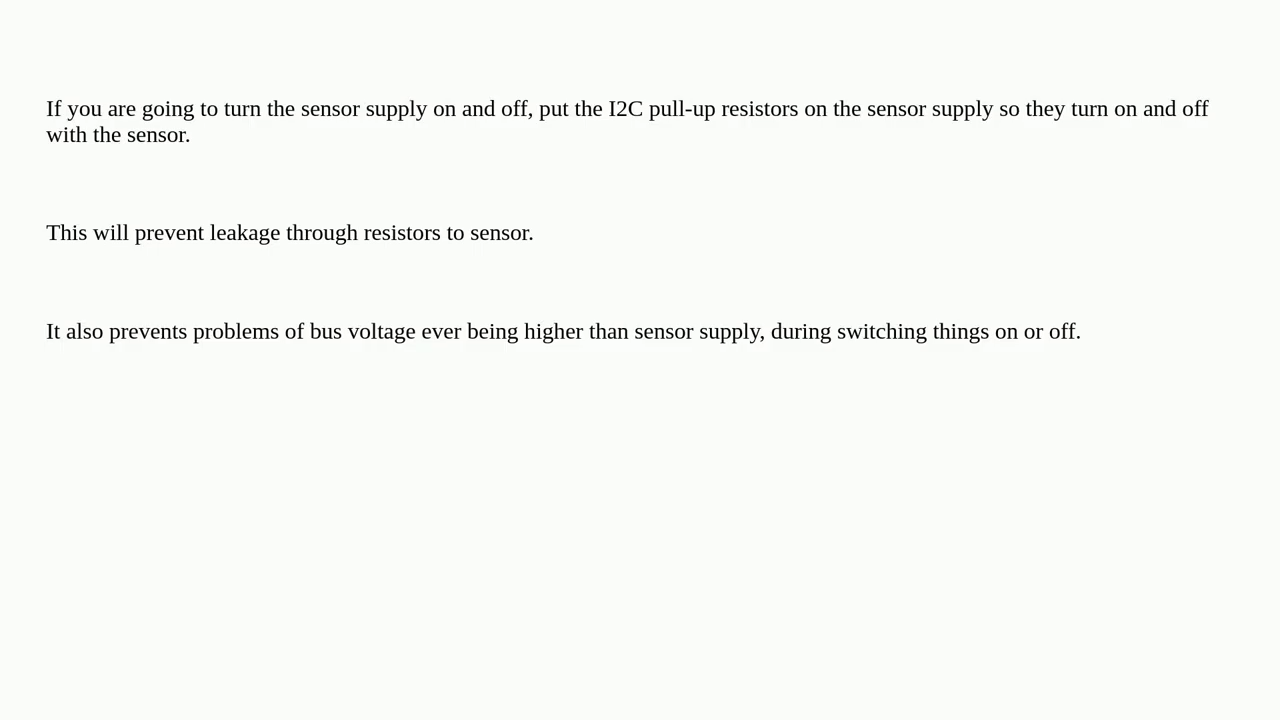 If you are going to turn the sensor supply on and off, put the I2C pull-up resistors on the sensor supply so they turn on and off
with the sensor.
This will prevent leakage through resistors to sensor.
It also prevents problems of bus voltage ever being higher than sensor supply, during switching things on or off.